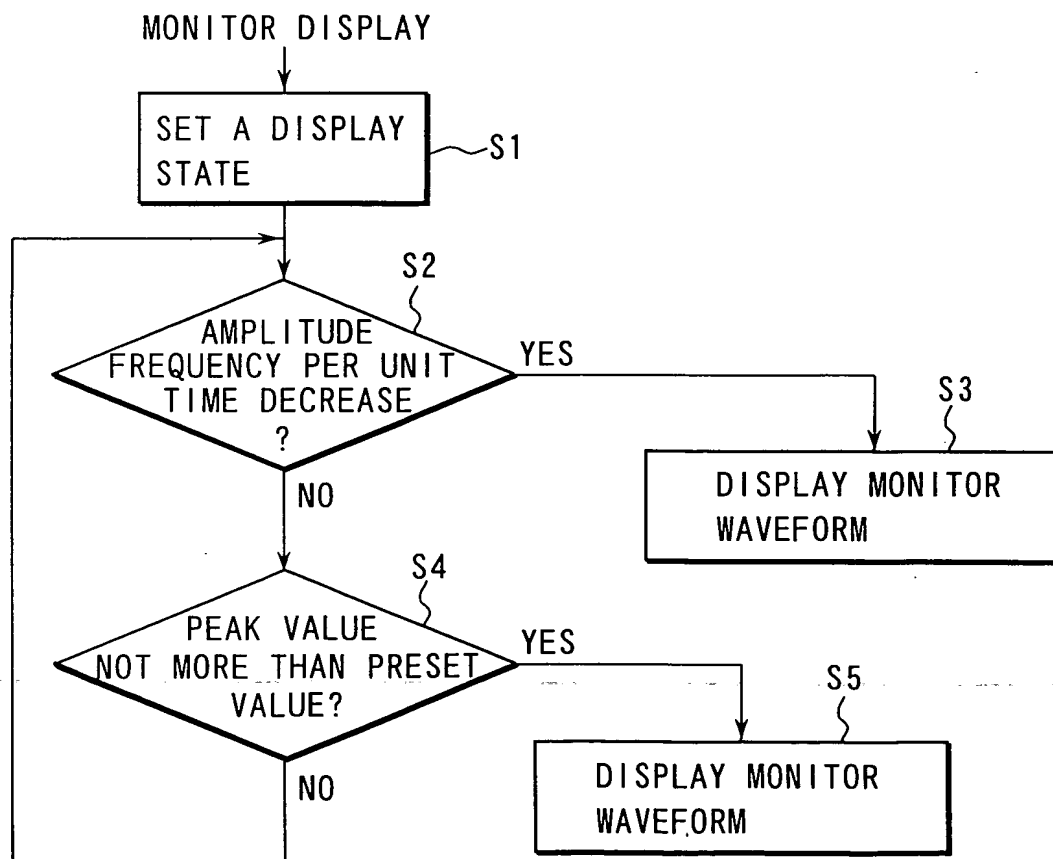 MONITOR DISPLAY
SET A DISPLAY
STATE
S1
S2
AMPLITUDE
FREQUENCY PER UNIT
TIME DECREASE
?
YES
S3
DISPLAY MONITOR
WAVEFORM
NO
S4
PEAK VALUE
NOT MORE THAN PRESET
VALUE?
YES
S5
DISPLAY MONITOR
WAVEFORM
NO